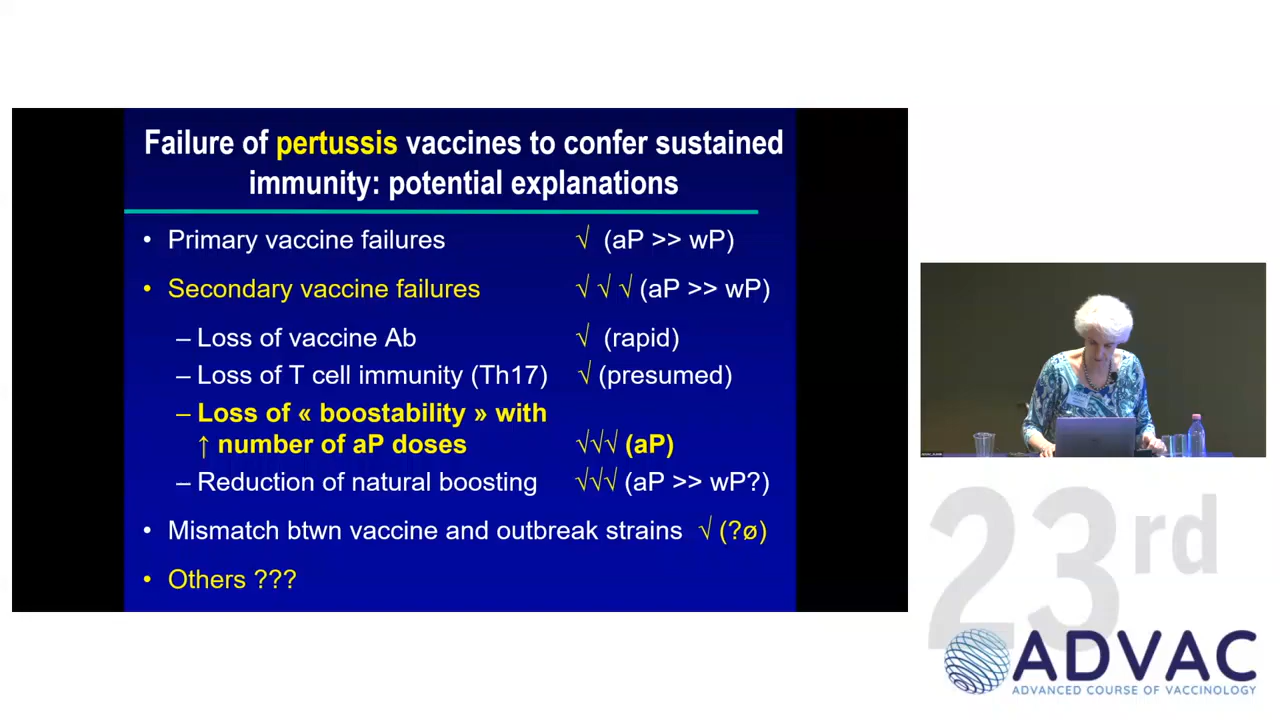 Failure of pertussis vaccines to confer sustained
immunity: potential explanations
• Primary vaccine failures √ (aP >> wP)
• Secondary vaccine failures √ √ √ (aP >> wP)
– Loss of vaccine Ab √ (rapid)
– Loss of T cell immunity (Th17) √ (presumed)
– Loss of « boostability » with
↑ number of aP doses √√√ (aP)
– Reduction of natural boosting √√√ (aP >> wP?)
• Mismatch btwn vaccine and outbreak strains √ (?ø)
• Others ???
23rd
ADVAC
ADVANCED COURSE OF VACCINOLOGY